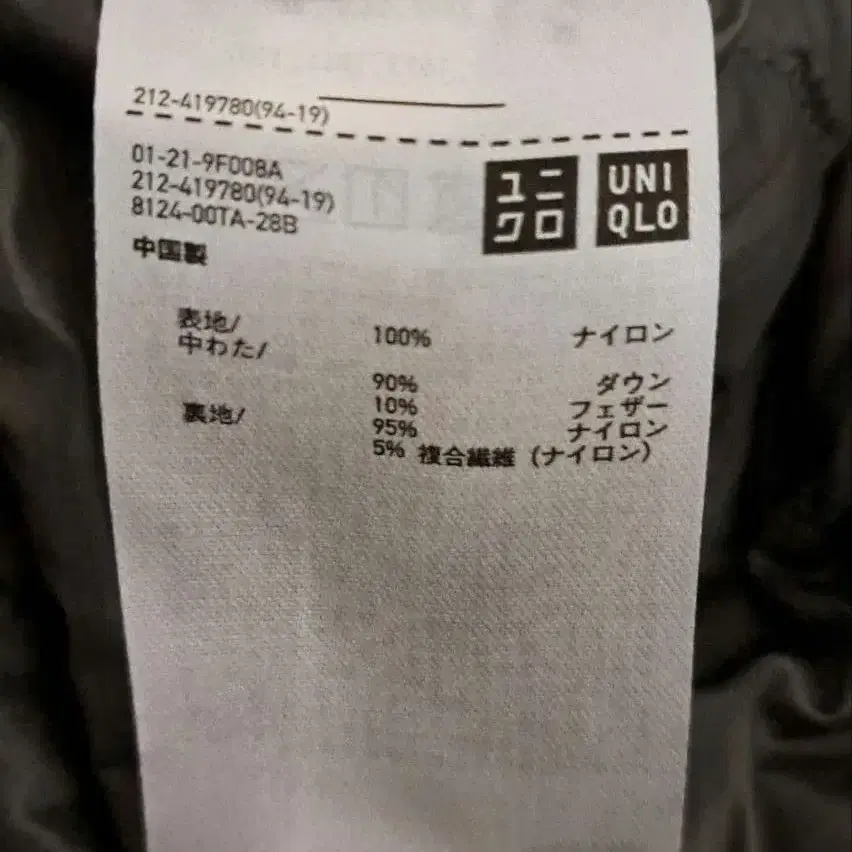 212-419780(94-19)
01-21-9F008A
212-419780(94-19)
8124-00TA-28B
中国製
ユニ
クロ
UNI
QLO
表地/ 100% ナイロン
中わた/
90% ダウン
10% フェザー
裏地/ 95% ナイロン
5% 複合繊維 (ナイロン)